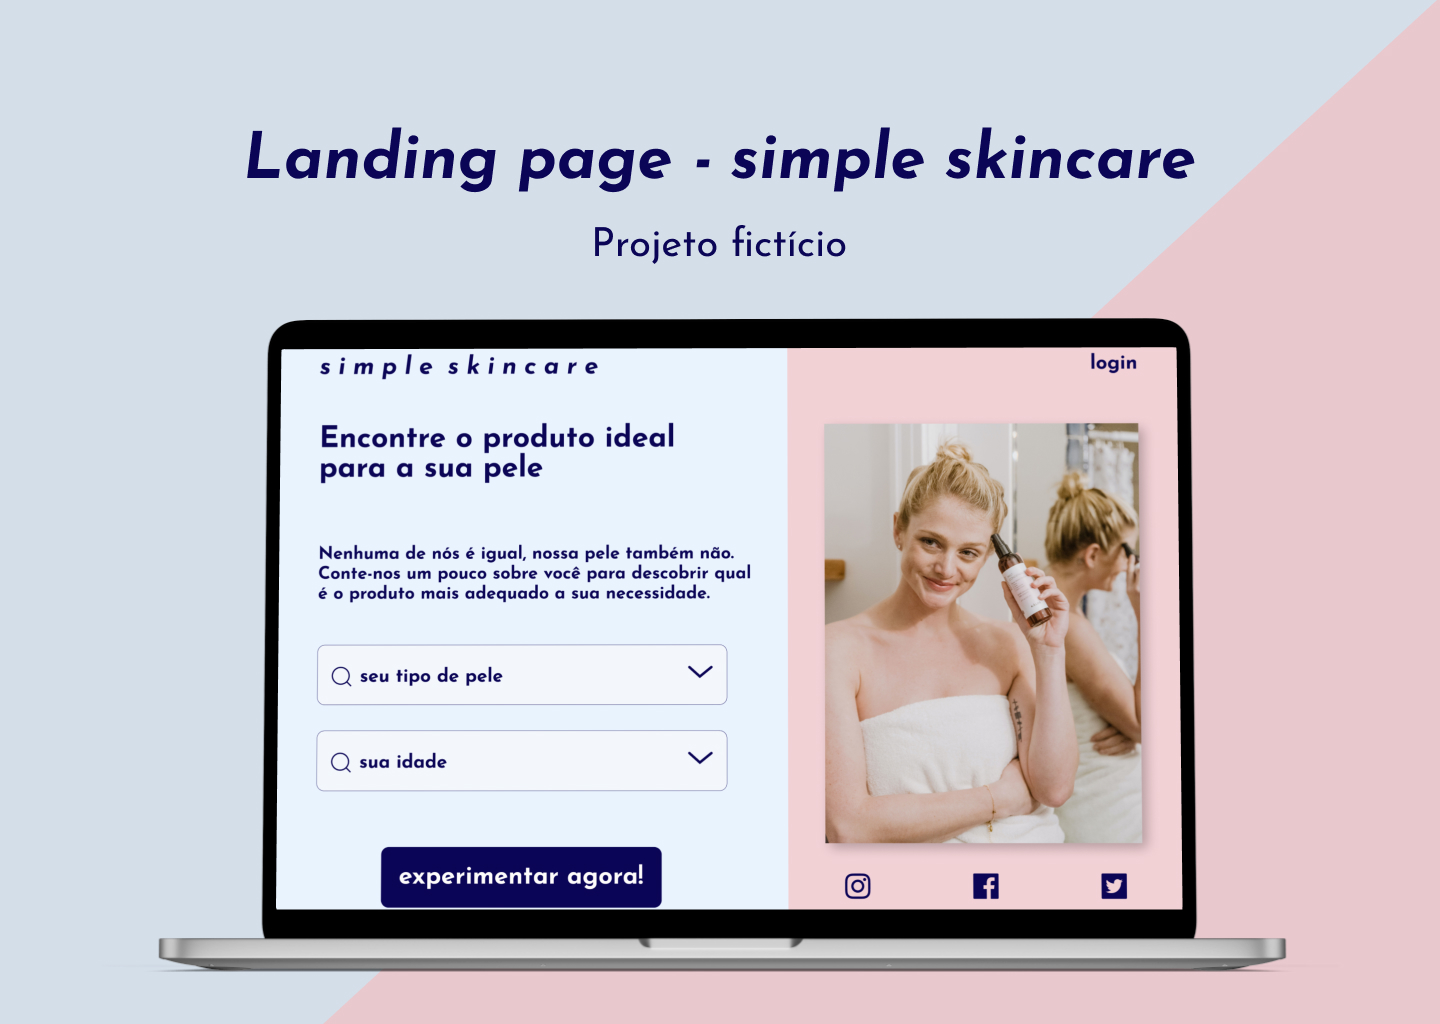 Landing page - simple skincare
Projeto fictício
simple skincare
login
Encontre o produto ideal
para a sua pele
Nenhuma de nós é igual, nossa pele também não.
Conte-nos um pouco sobre você para descobrir qual
é o produto mais adequado a sua necessidade.
seu tipo de pele
sua idade
experimentar agora!